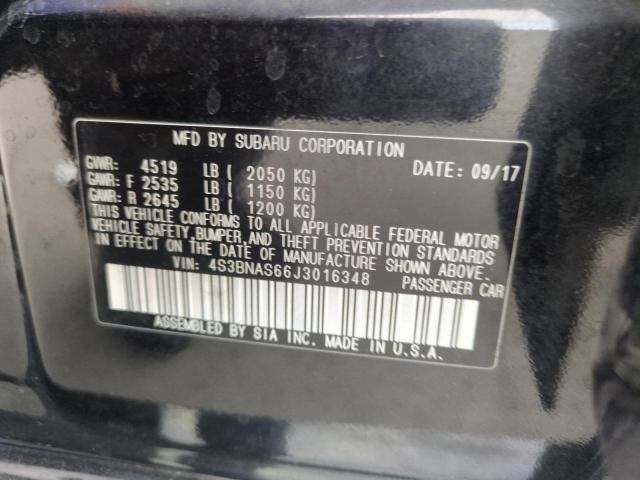 MFD BY SUBARU CORPORATION
GVWR: 4519 LB ( 2050 KG) DATE: 09/17
GAWR: F 2535 LB ( 1150 KG)
GAWR: R 2645 LB ( 1200 KG)
THIS VEHICLE CONFORMS TO ALL APPLICABLE FEDERAL MOTOR
VEHICLE SAFETY, BUMPER, AND THEFT PREVENTION STANDARDS
IN EFFECT ON THE DATE OF MANUFACTURE SHOWN ABOVE.
VIN: 4S3BNAS66J3016348 PASSENGER CAR
ASSEMBLED BY SIA INC. MADE IN U.S.A.